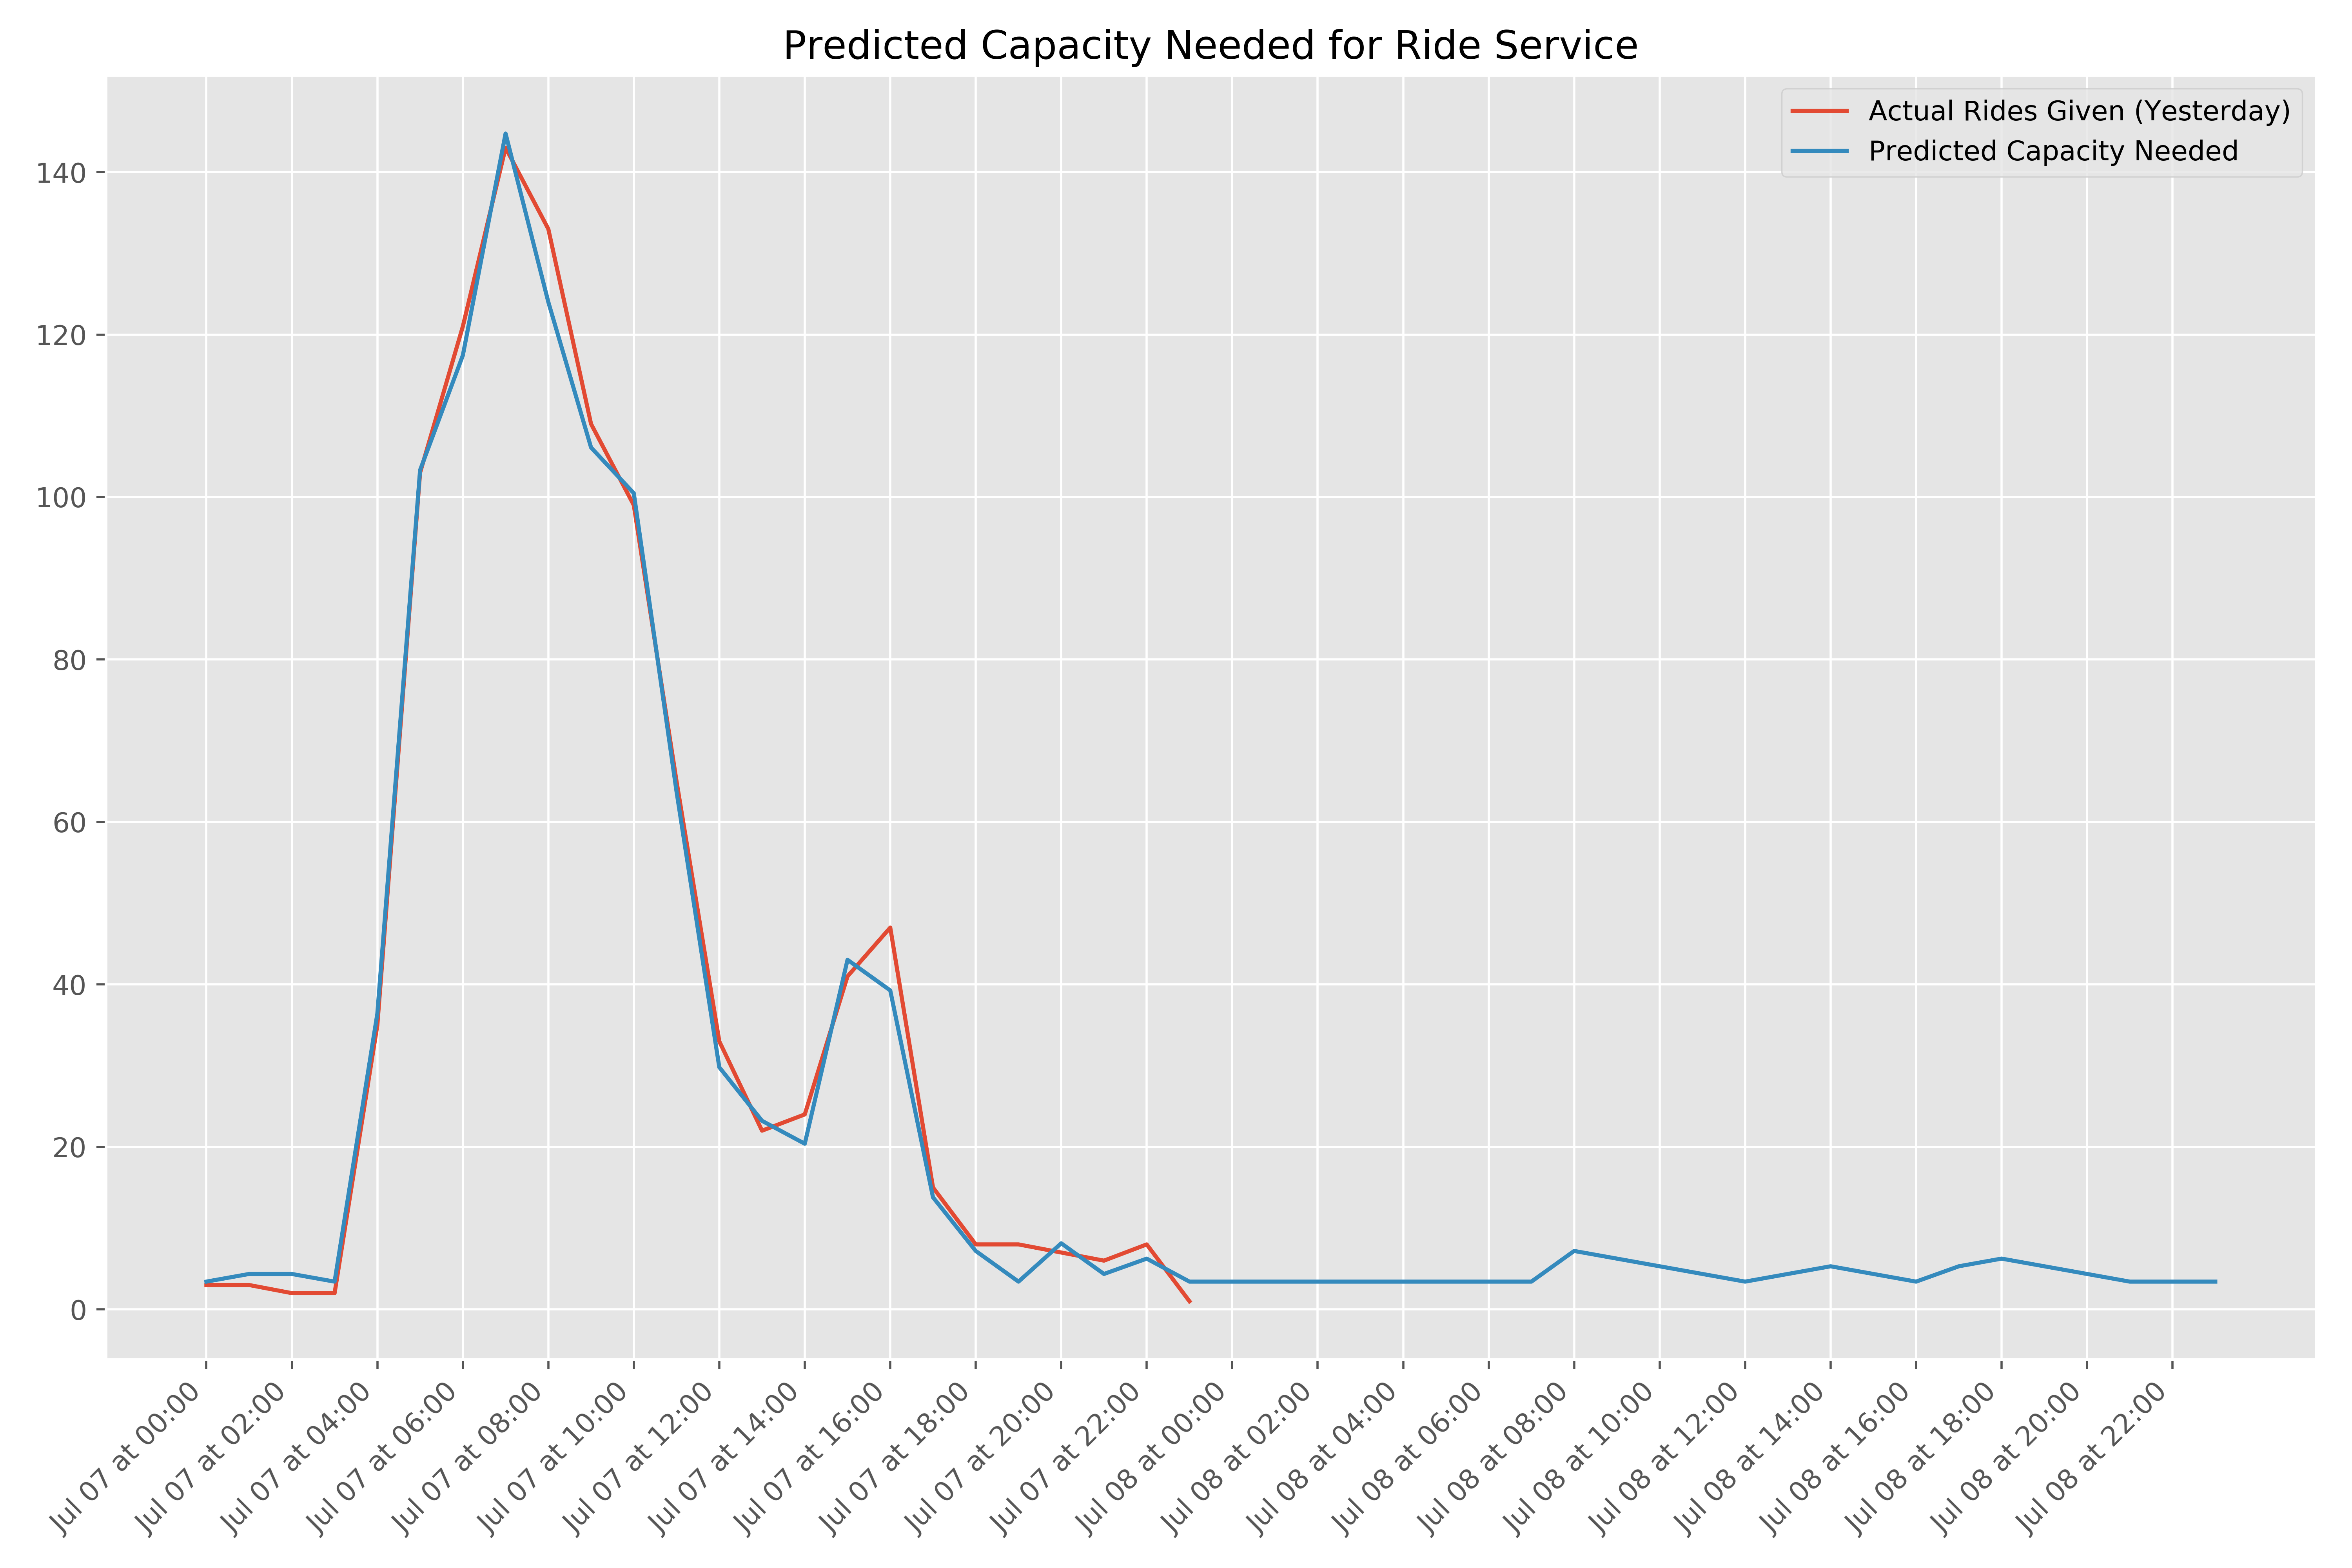 Predicted Capacity Needed for Ride Service
Actual Rides Given (Yesterday)
Predicted Capacity Needed
140
120
100
80
60
40
20
0
Jul 07 at 00:00
Jul 07 at 02:00
Jul 07 at 04:00
Jul 07 at 06:00
Jul 07 at 08:00
Jul 07 at 10:00
Jul 07 at 12:00
Jul 07 at 14:00
Jul 07 at 16:00
Jul 07 at 18:00
Jul 07 at 20:00
Jul 07 at 22:00
Jul 08 at 00:00
Jul 08 at 02:00
Jul 08 at 04:00
Jul 08 at 06:00
Jul 08 at 08:00
Jul 08 at 10:00
Jul 08 at 12:00
Jul 08 at 14:00
Jul 08 at 16:00
Jul 08 at 18:00
Jul 08 at 20:00
Jul 08 at 22:00